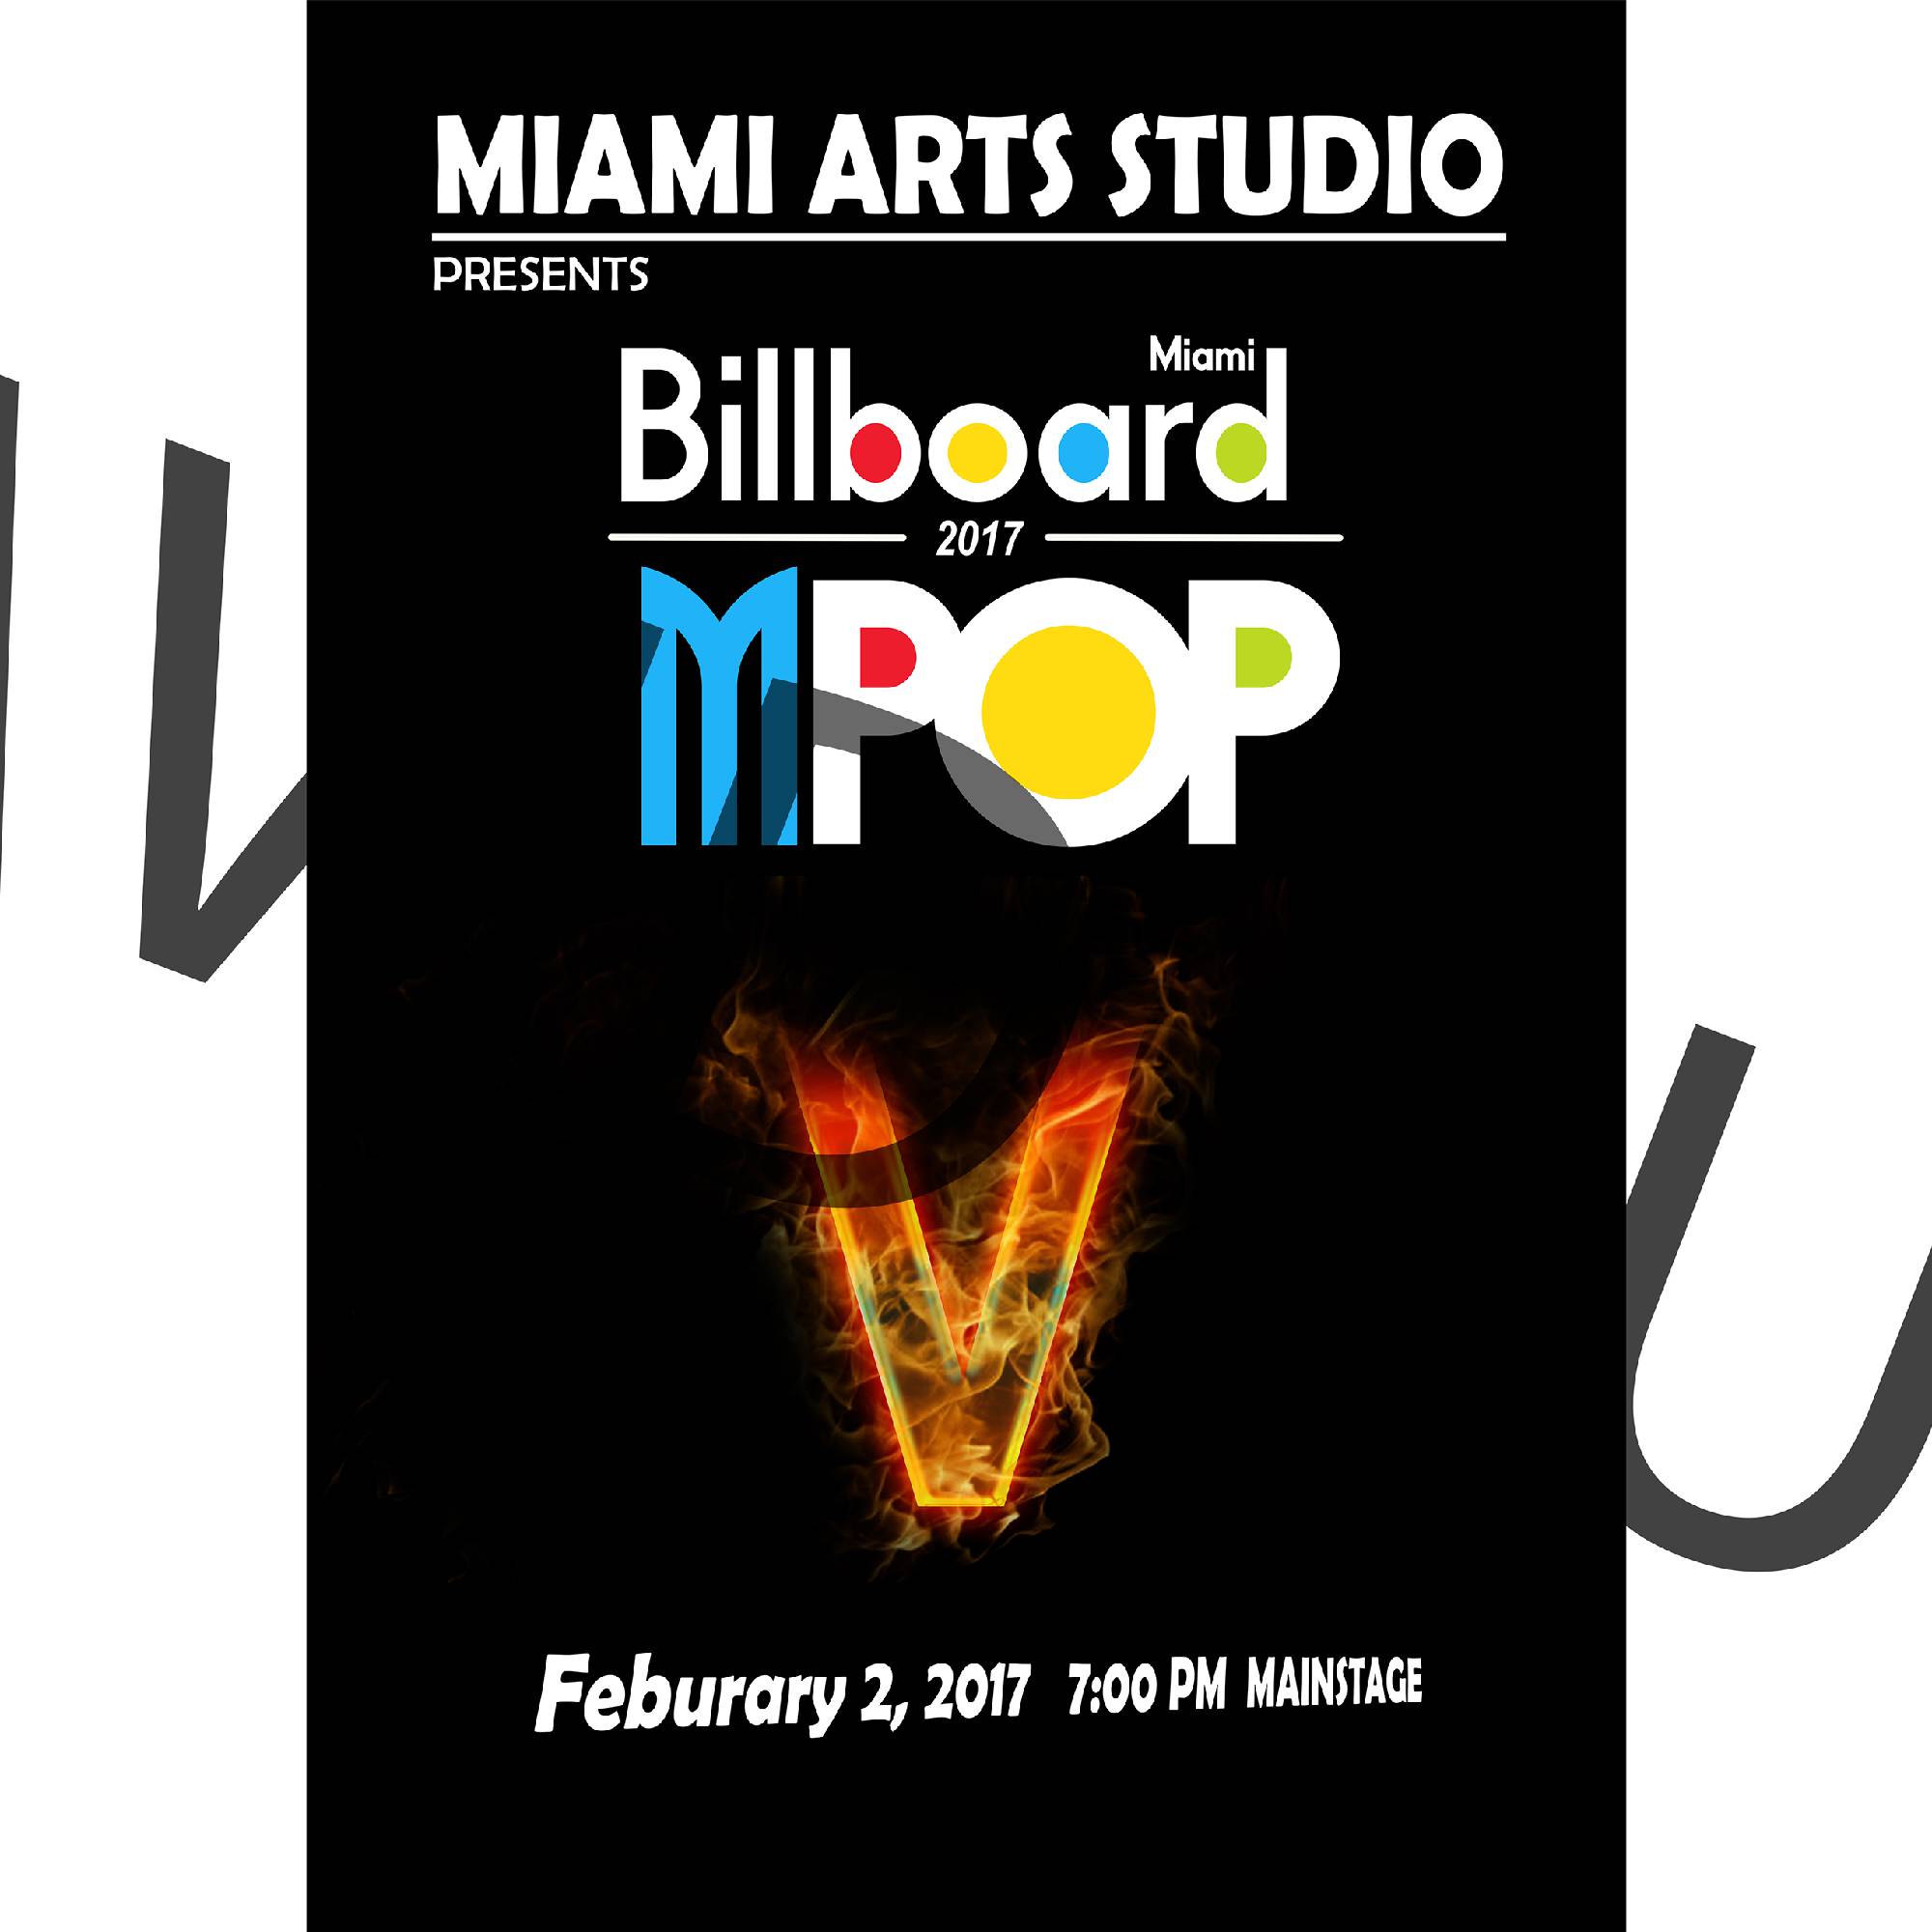 MIAMI ARTS STUDIO
PRESENTS
Miami
Billboard
2017
MPOP
V
Feburary 2, 2017 7:00 PM MAINSTAGE